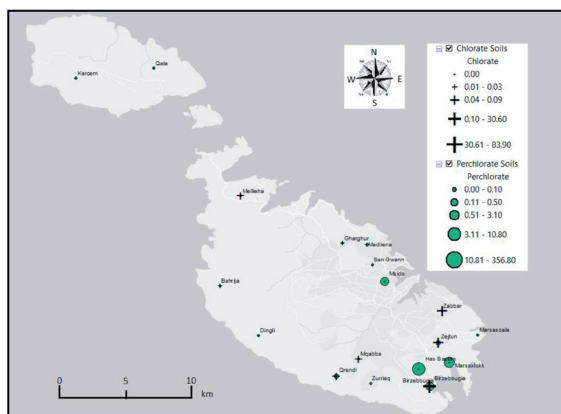 N
W E
S
Chlorate Soils
Chlorate
0.00
0.01 - 0.03
0.04 - 0.09
0.10 - 30.60
30.61 - 83.90
Perchlorate Soils
Perchlorate
0.00 - 0.10
0.11 - 0.50
0.51 - 3.10
3.11 - 10.80
10.81 - 356.80
Qala
Kercem
Mellieha
Gharghur
Madliena
San Gwann
Msida
Bahrija
Zabbar
Dingli
Marsascala
Zejtun
Mqabba
Marsaxlokk
Qrendi
Zurrieq
Birzebbugia
0 5 10
km